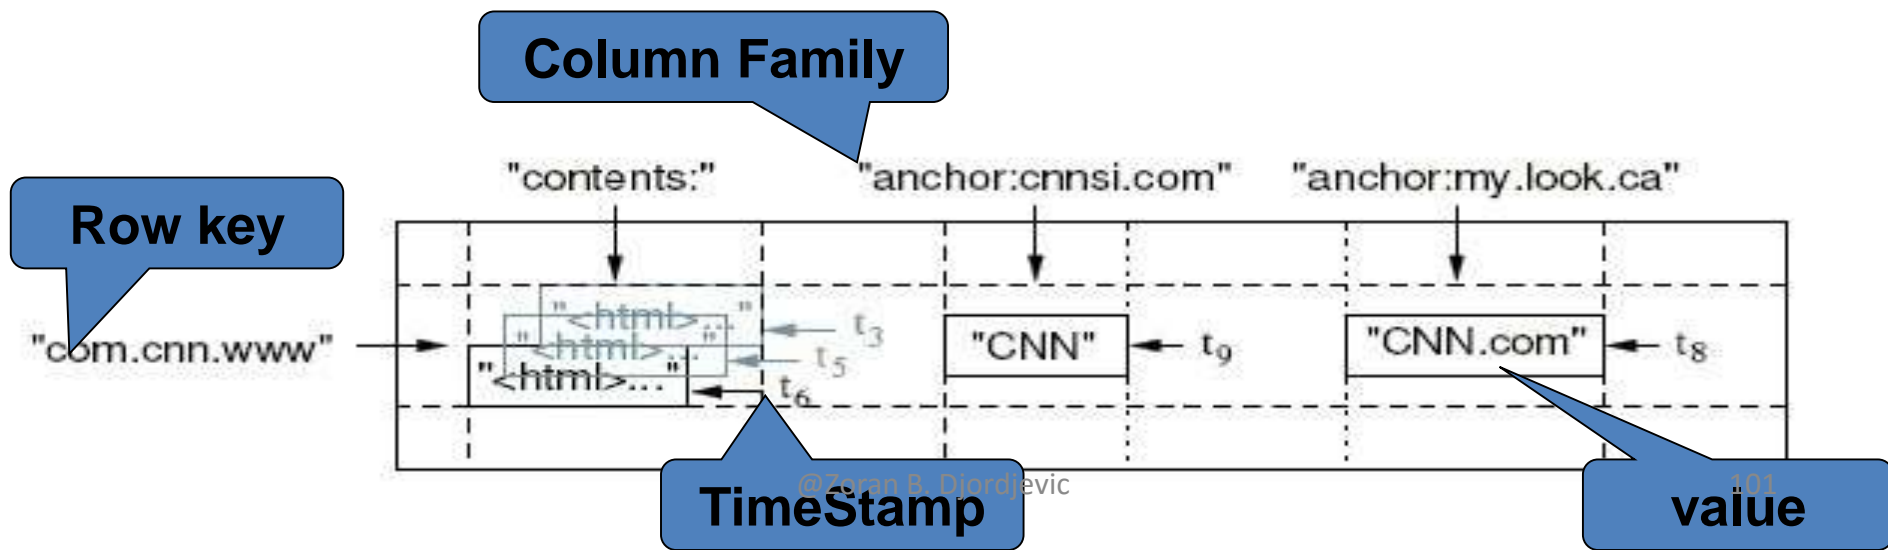 Column Family
"contents:" "anchor:cnnsi.com" "anchor:my.look.ca"
Row key
"<html>..." t3
"com.cnn.www" "<html>..." t5 "CNN" t9 "CNN.com" t8
"<html>..." t6
@Zoran B. Djordjevic 101
TimeStamp value